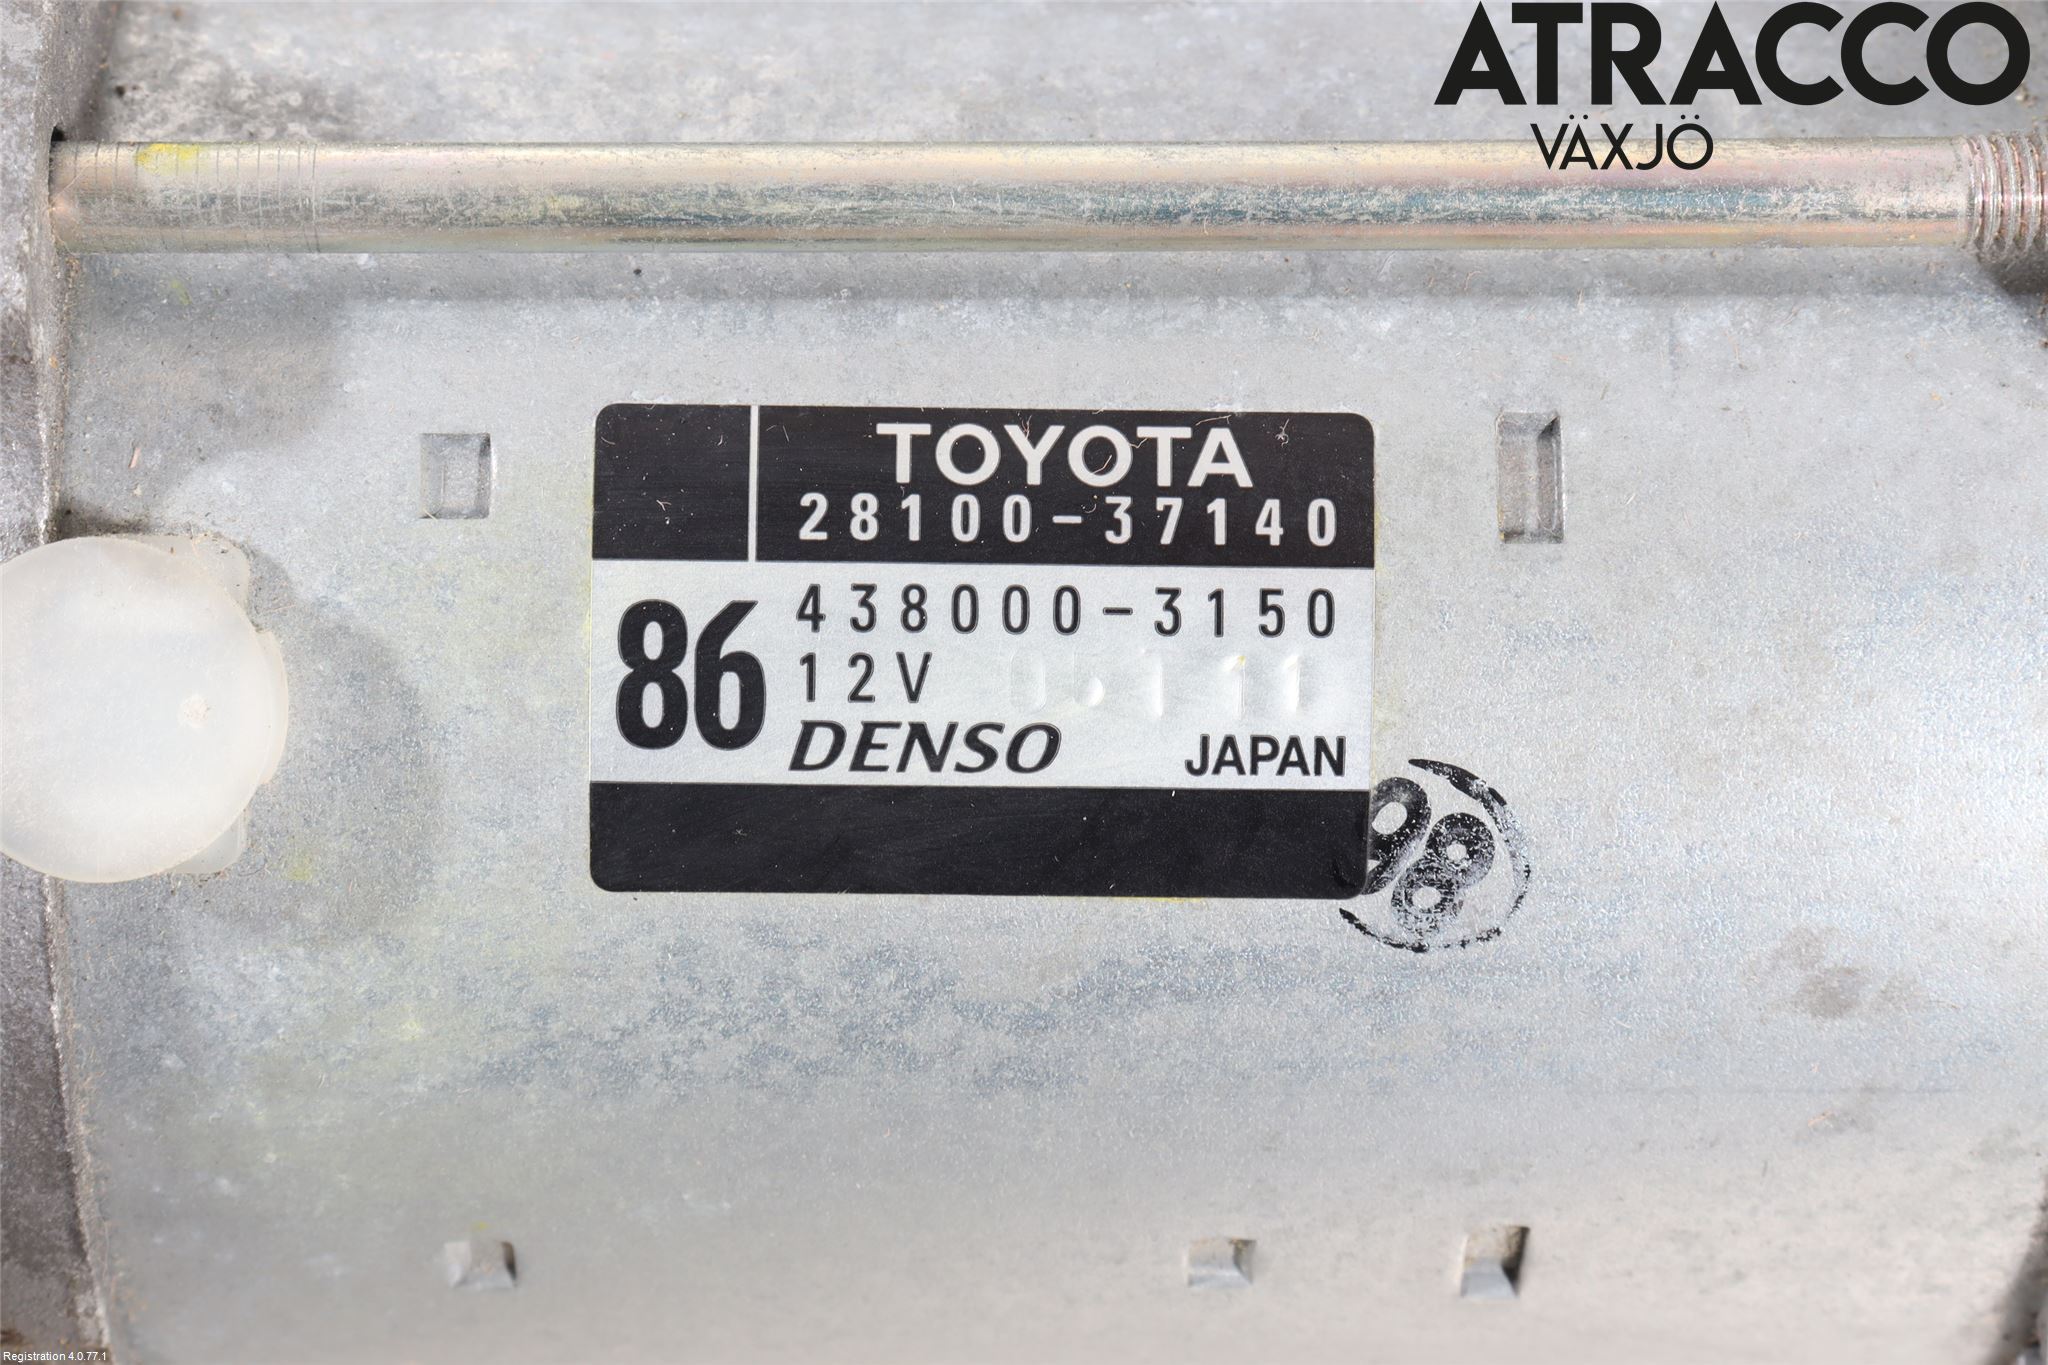 ATRACCO
VÄXJÖ
TOYOTA
28100-37140
438000-3150
86
12V
DENSO
JAPAN
Registration 4.0.77.1